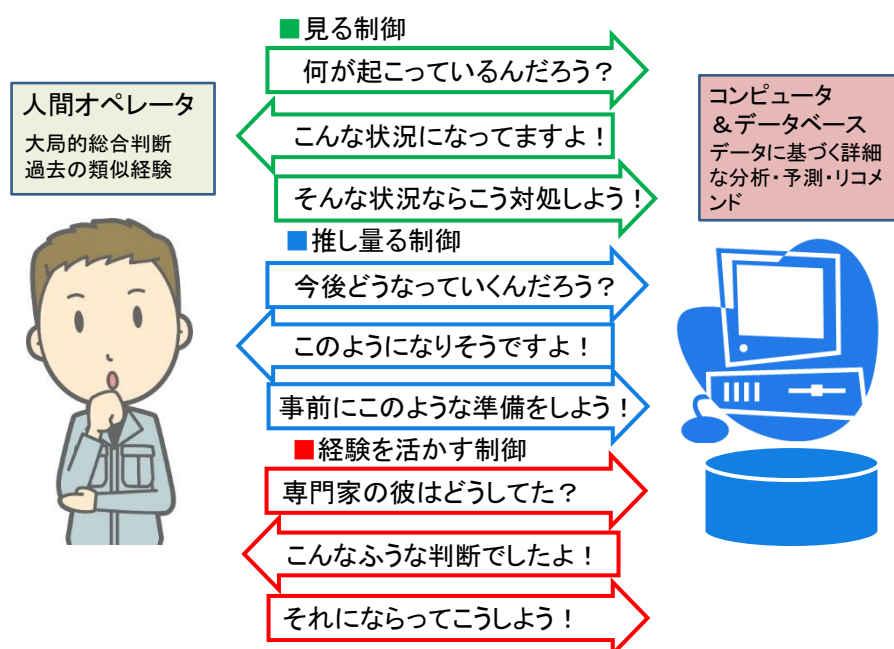 ■見る制御
何が起こっているんだろう？
人間オペレータ
大局的総合判断
過去の類似経験
こんな状況になってますよ！
コンピュータ
＆データベース
データに基づく詳細
な分析・予測・リコメ
ンド
そんな状況ならこう対処しよう！
■推し量る制御
今後どうなっていくんだろう？
このようになりそうですよ！
事前にこのような準備をしよう！
■経験を活かす制御
専門家の彼はどうしてた？
こんなふうな判断でしたよ！
それにならってこうしよう！